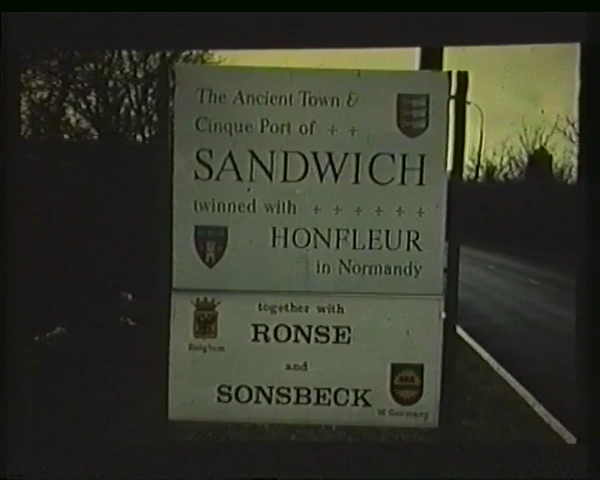 The Ancient Town &
Cinque Port of ÷ ÷
SANDWICH
twinned with ÷ ÷ ÷ ÷ ÷ ÷
HONFLEUR
in Normandy
together with
RONSE
Belgium
and
SONSBECK
W Germany